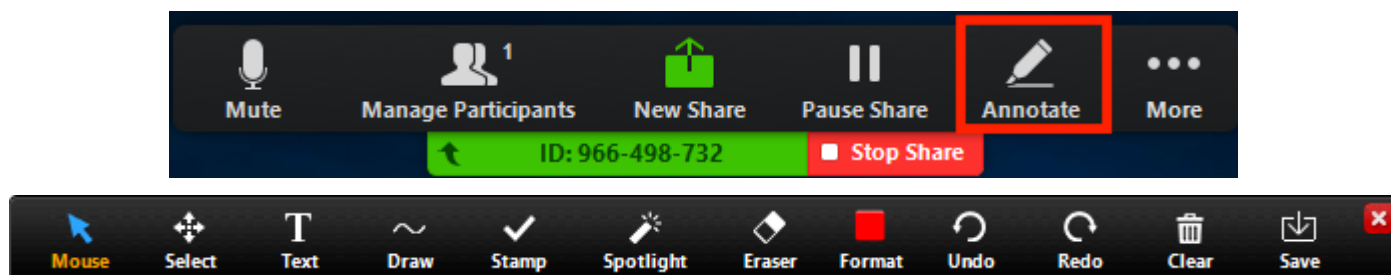 1
Mute Manage Participants New Share Pause Share Annotate More
ID: 966-498-732 Stop Share
Mouse Select Text Draw Stamp Spotlight Eraser Format Undo Redo Clear Save